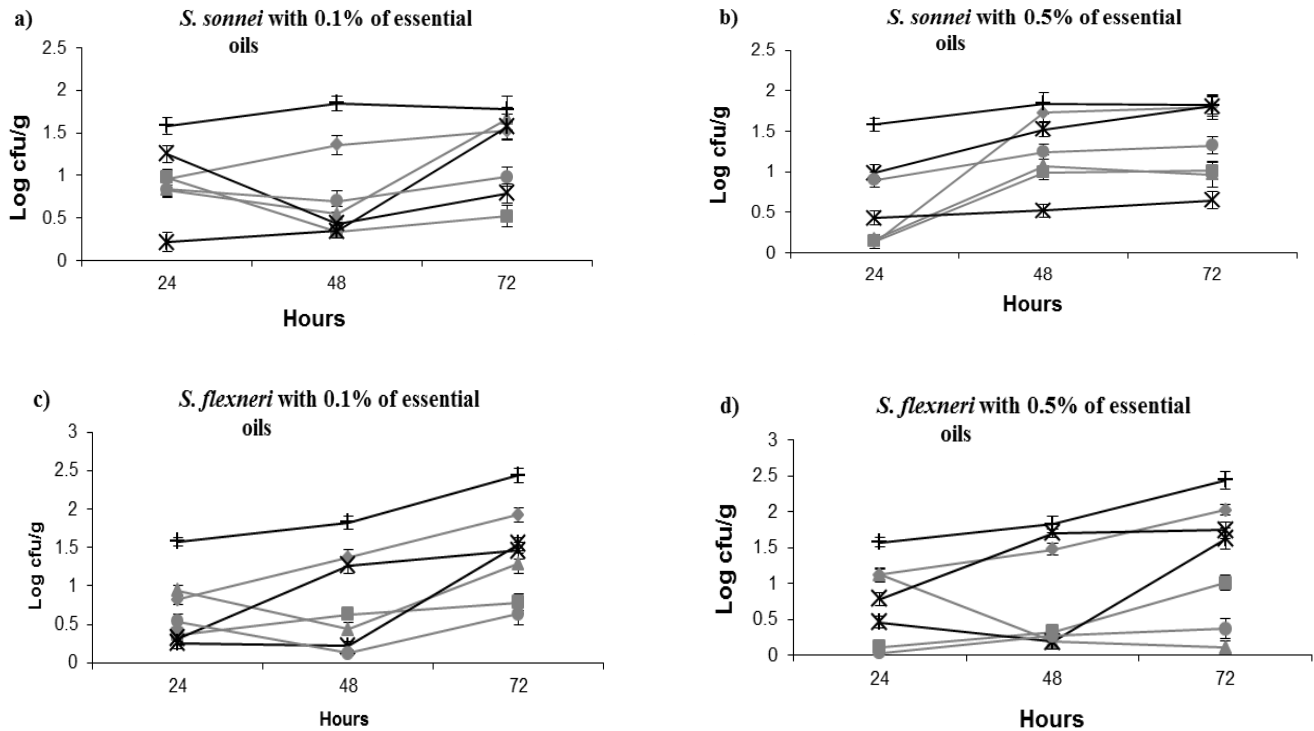 a)
S. sonnei with 0.1% of essential
oils
2.5
2
1.5
1
0.5
0
Log cfu/g
24 48 72
Hours
b)
S. sonnei with 0.5% of essential
oils
2.5
2
1.5
1
0.5
0
Log cfu/g
24 48 72
Hours
c)
S. flexneri with 0.1% of essential
oils
3
2.5
2
1.5
1
0.5
0
Log cfu/g
24 48 72
Hours
d)
S. flexneri with 0.5% of essential
oils
3
2.5
2
1.5
1
0.5
0
Log cfu/g
24 48 72
Hours